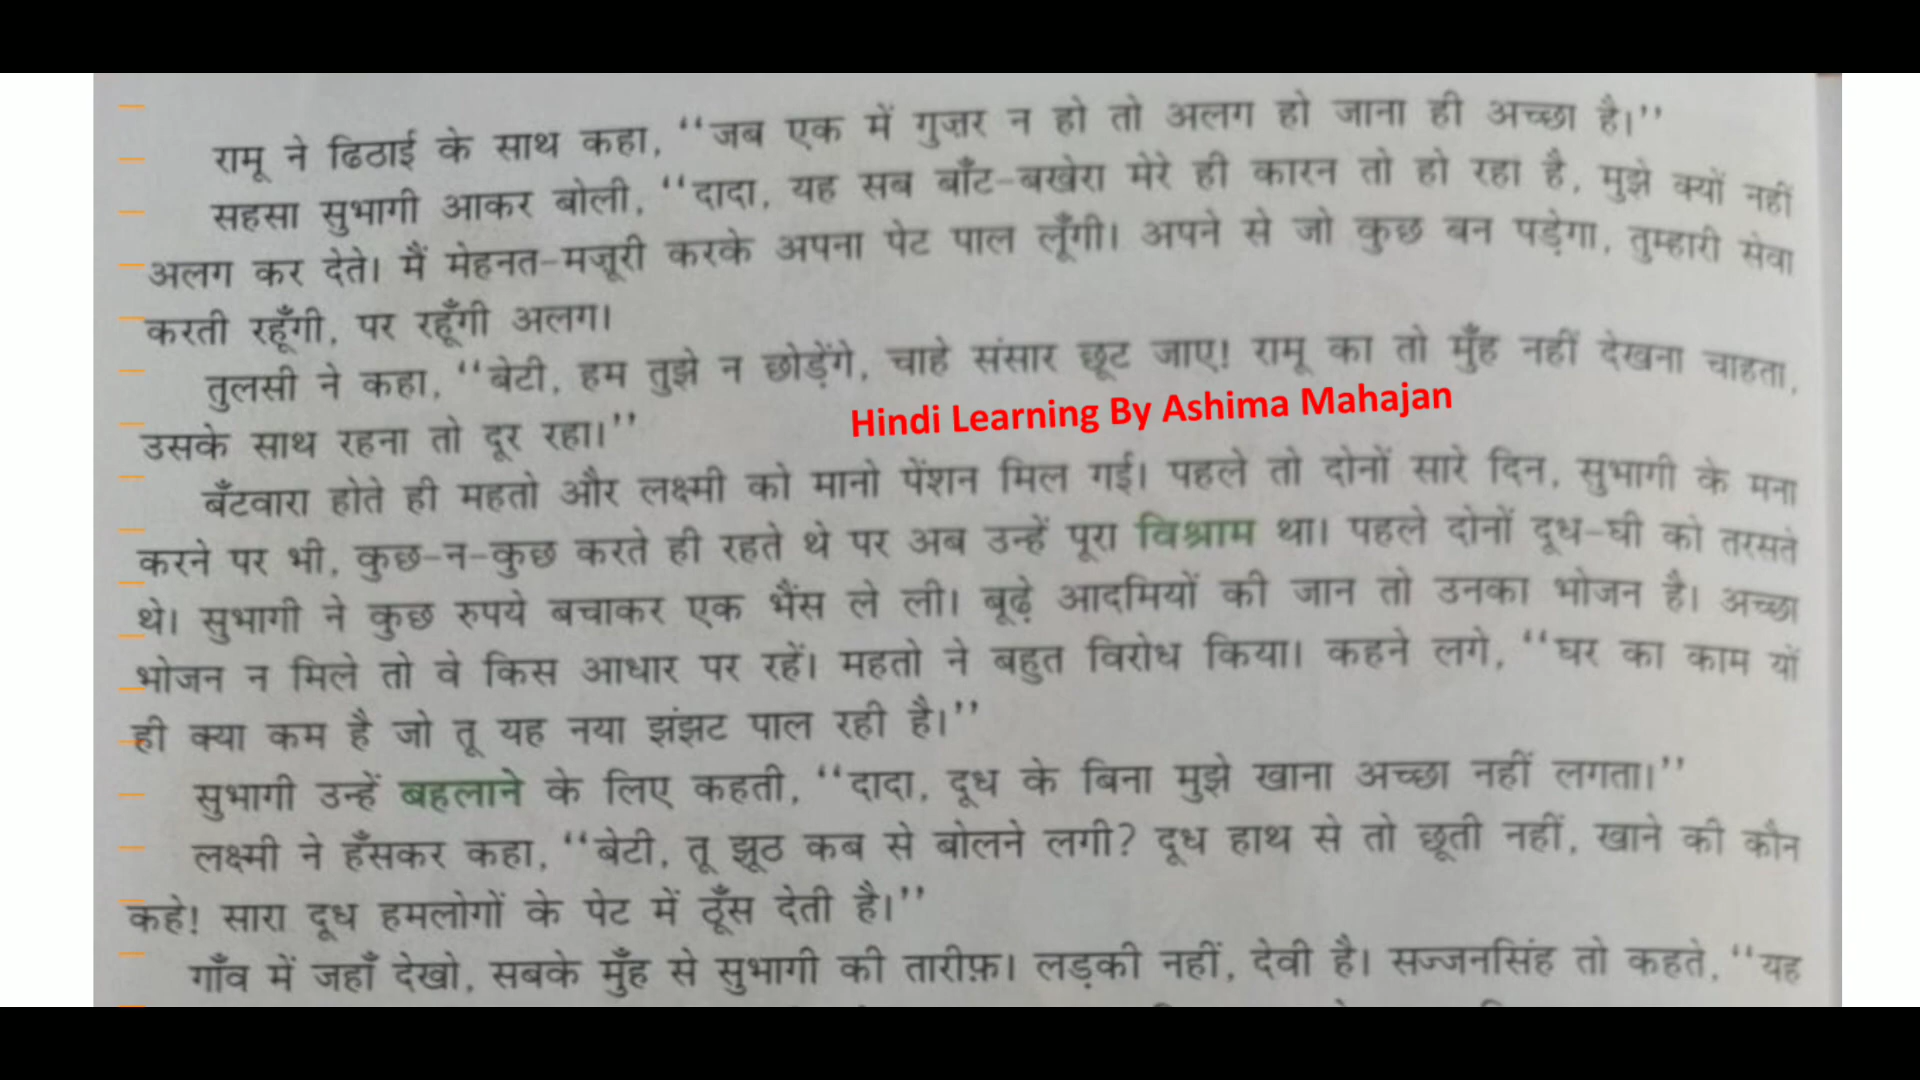 रामू ने ढिठाई के साथ कहा, ‘‘जब एक में गुज़र न हो तो अलग हो जाना ही अच्छा है।’’
सहसा सुभागी आकर बोली, ‘‘दादा, यह सब बाँट-बखेरा मेरे ही कारन तो हो रहा है, मुझे क्यों नहीं
अलग कर देते। मैं मेहनत-मजूरी करके अपना पेट पाल लूँगी। अपने से जो कुछ बन पड़ेगा, तुम्हारी सेवा
करती रहूँगी, पर रहूँगी अलग।
तुलसी ने कहा, ‘‘बेटी, हम तुझे न छोड़ेंगे, चाहे संसार छूट जाए! रामू का तो मुँह नहीं देखना चाहता,
उसके साथ रहना तो दूर रहा।’’
Hindi Learning By Ashima Mahajan
बँटवारा होते ही महतो और लक्ष्मी को मानो पेंशन मिल गई। पहले तो दोनों सारे दिन, सुभागी के मना
करने पर भी, कुछ-न-कुछ करते ही रहते थे पर अब उन्हें पूरा विश्राम था। पहले दोनों दूध-घी को तरसते
थे। सुभागी ने कुछ रुपये बचाकर एक भैंस ले ली। बूढ़े आदमियों की जान तो उनका भोजन है। अच्छा
भोजन न मिले तो वे किस आधार पर रहें। महतो ने बहुत विरोध किया। कहने लगे, ‘‘घर का काम यों
ही क्या कम है जो तू यह नया झंझट पाल रही है।’’
सुभागी उन्हें बहलाने के लिए कहती, ‘‘दादा, दूध के बिना मुझे खाना अच्छा नहीं लगता।’’
लक्ष्मी ने हँसकर कहा, ‘‘बेटी, तू झूठ कब से बोलने लगी? दूध हाथ से तो छूती नहीं, खाने की कौन
कहे! सारा दूध हमलोगों के पेट में ठूँस देती है।’’
गाँव में जहाँ देखो, सबके मुँह से सुभागी की तारीफ़। लड़की नहीं, देवी है। सज्जनसिंह तो कहते, ‘‘यह